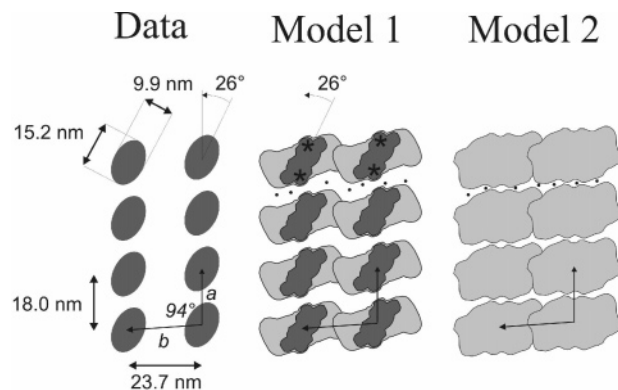 Data Model 1 Model 2
26° 26°
9.9 nm
15.2 nm
* *
* *
18.0 nm
a
94°
b
23.7 nm